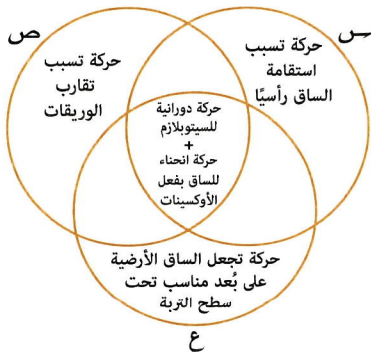 س
ص
حركة تسبب
استقامة
الساق رأسيًا
حركة تسبب
تقارب
الوريقات
حركة دورانية
للسيتوبلازم
+
حركة انحناء
للساق بفعل
الأوكسينات
حركة تجعل الساق الأرضية
على بُعد مناسب تحت
سطح التربة
ع